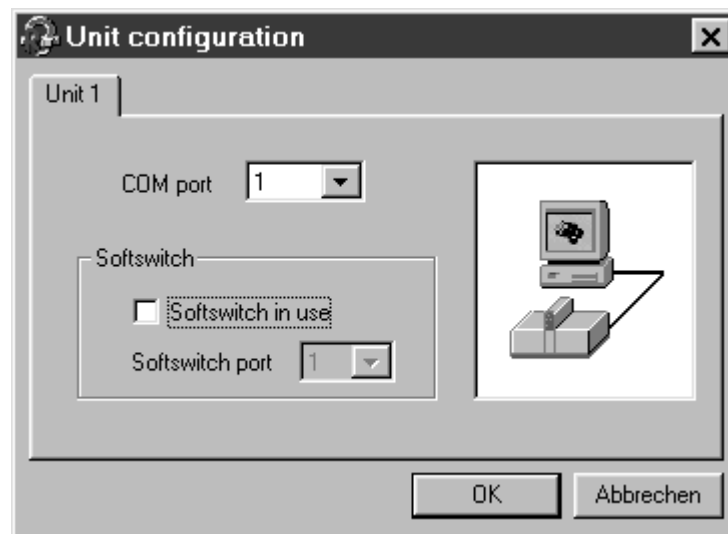 Unit configuration
Unit 1
COM port 1
Softswitch
Softswitch in use
Softswitch port 1
OK Abbrechen